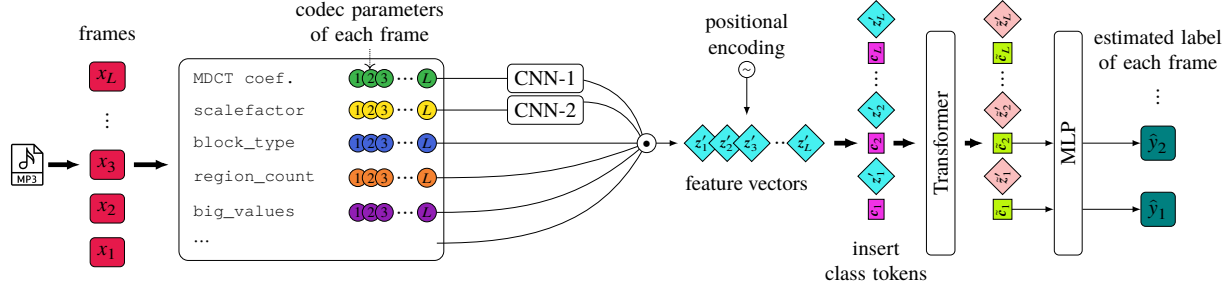 frames
x_L
⋮
x_3
x_2
x_1
MP3
codec parameters
of each frame
MDCT coef. 1 2 3 ⋯ L
scalefactor 1 2 3 ⋯ L
block_type 1 2 3 ⋯ L
region_count 1 2 3 ⋯ L
big_values 1 2 3 ⋯ L
...
CNN-1
CNN-2
positional
encoding
~
z′_1 z′_2 z′_3 ⋯ z′_L
feature vectors
z′_L
c_L
⋯
z′_2
c_2
z′_1
c_1
insert
class tokens
Transformer
z̃′_L
c̃_L
⋯
z̃′_2
c̃_2
z̃′_1
c̃_1
MLP
estimated label
of each frame
⋮
ŷ_2
ŷ_1